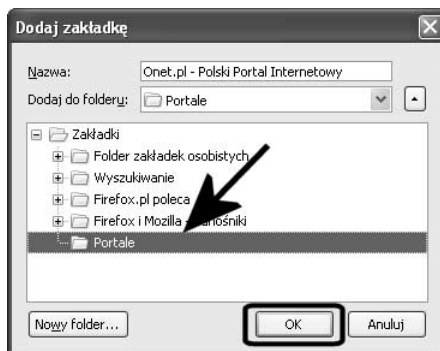 Dodaj zakładkę
Nazwa: Onet.pl - Polski Portal Internetowy
Dodaj do foldery: Portale
Zakładki
Folder zakładek osobistych
Wyszukiwanie
Firefox.pl poleca
Firefox i Mozilla -
Portale
Nowy folder... OK Anuluj